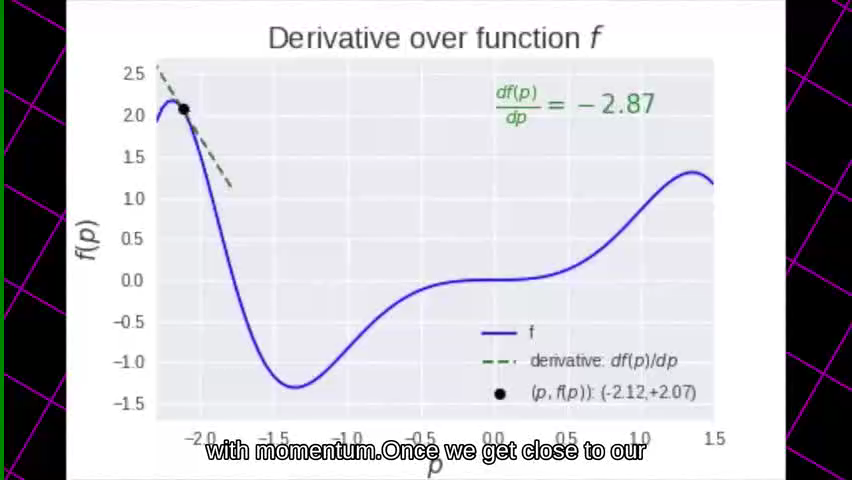 Derivative over function f
2.5
2.0
1.5
1.0
0.5
0.0
−0.5
−1.0
−1.5
f(p)
df(p)/dp = −2.87
f
derivative: df(p)/dp
(p, f(p)): (-2.12,+2.07)
−2.0 −1.5 −1.0 −0.5 0.0 0.5 1.0 1.5
with momentum.Once we get close to our
p